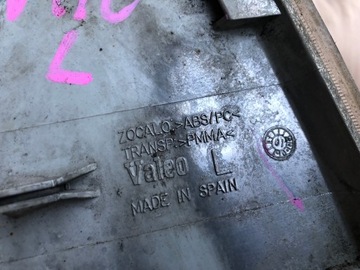 L
ZOCALO >ABS/PC<
TRANSP. >PMMA<
Valeo L
MADE IN SPAIN